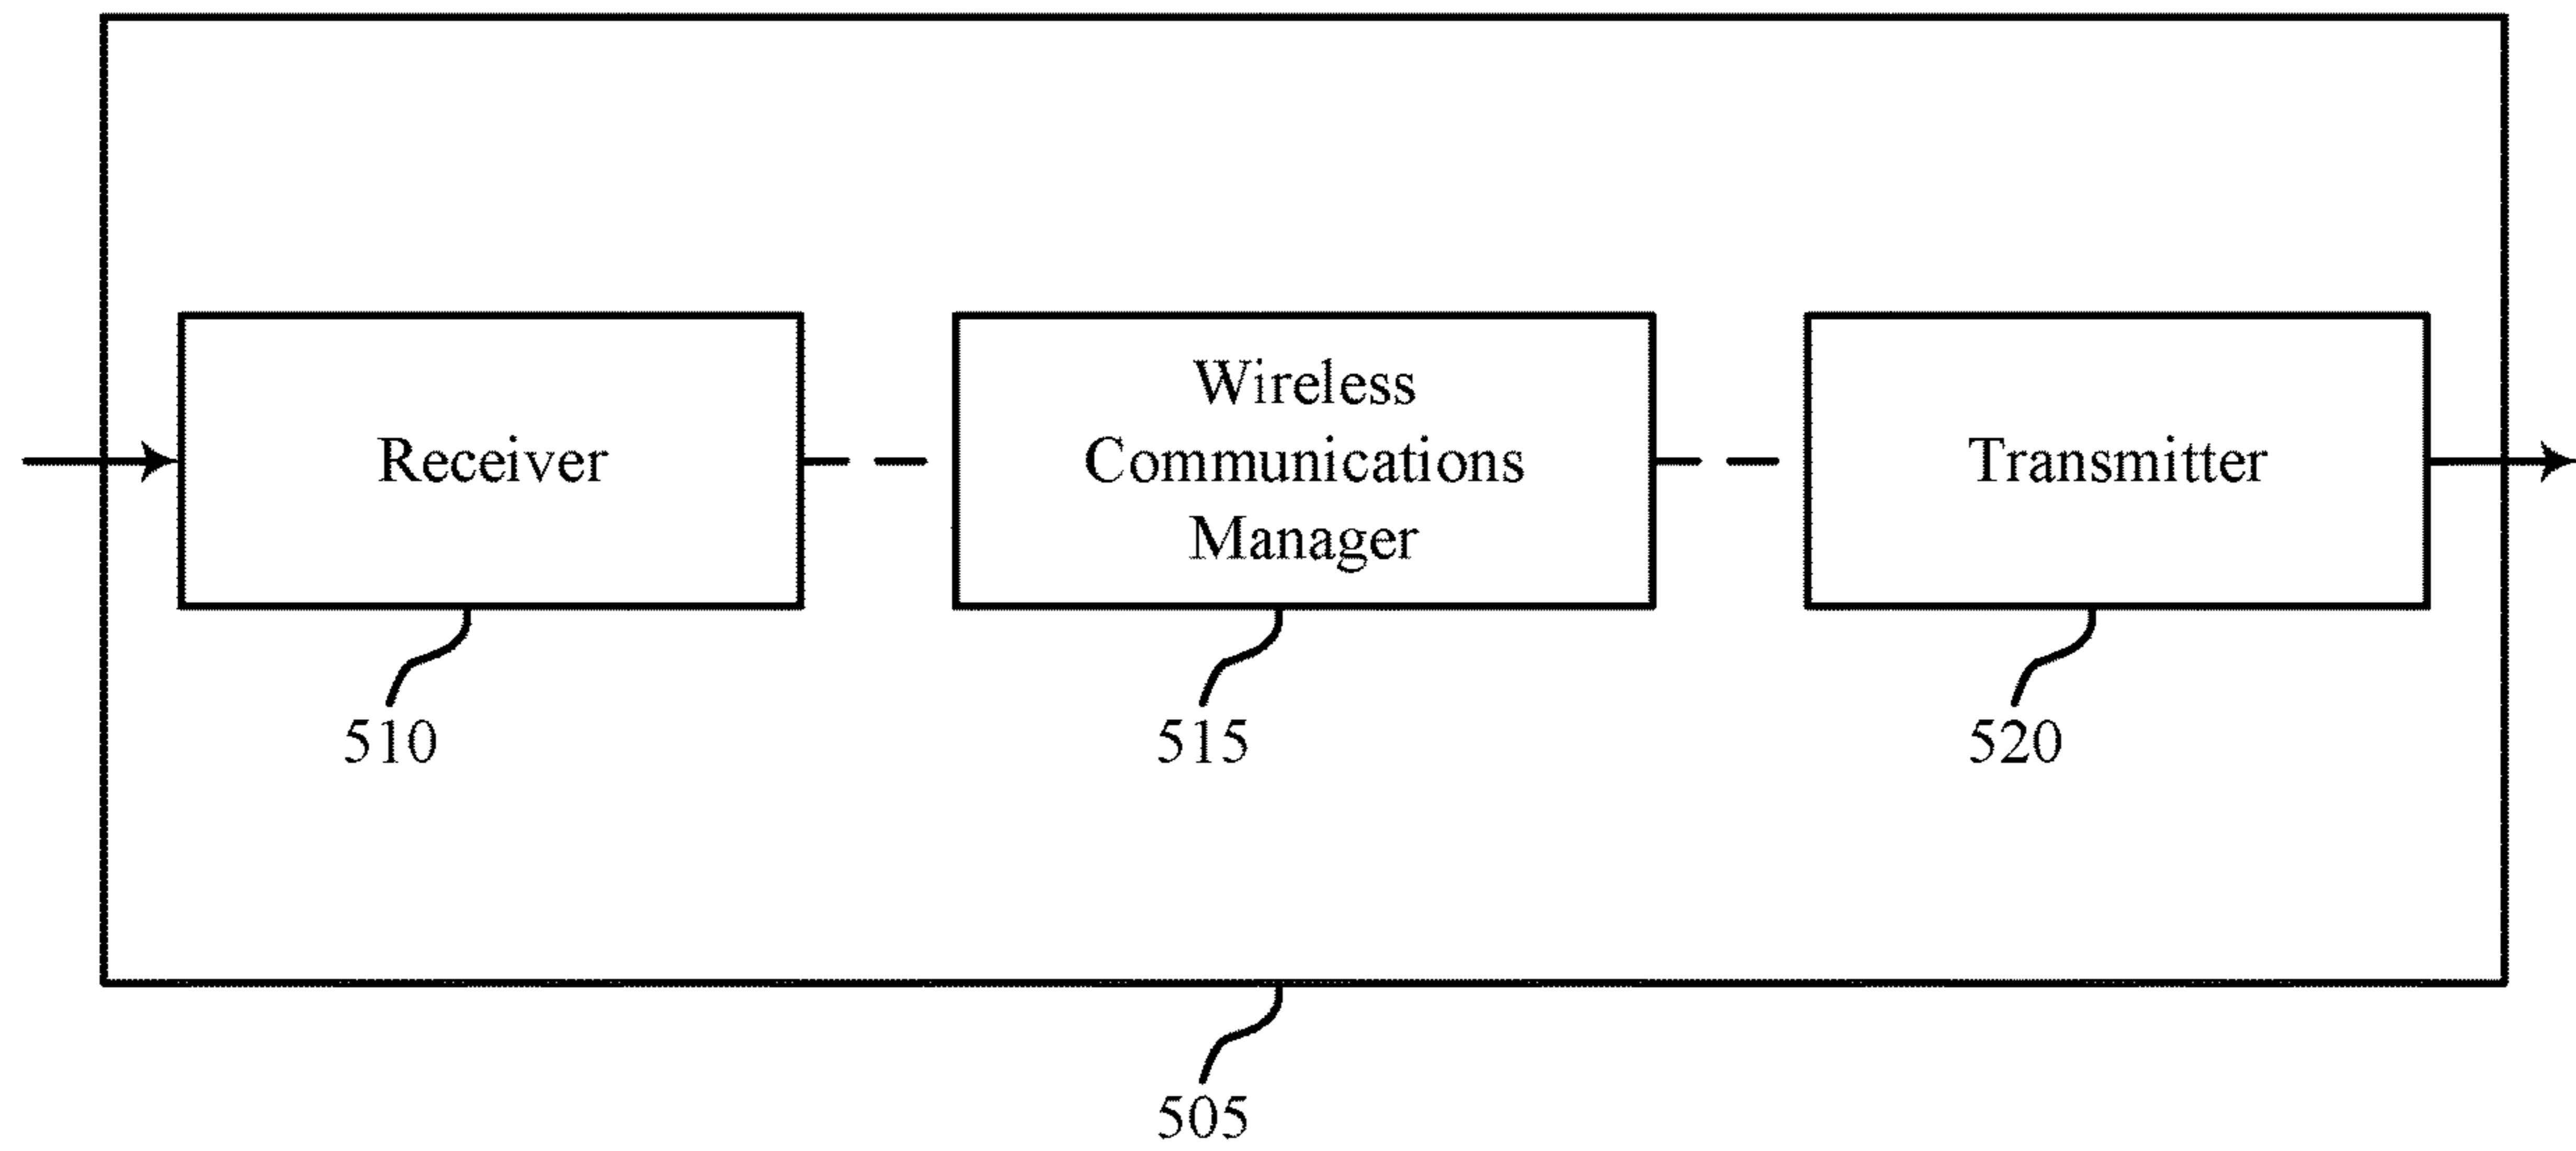 Receiver
Wireless
Communications
Manager
Transmitter
510
515
520
505